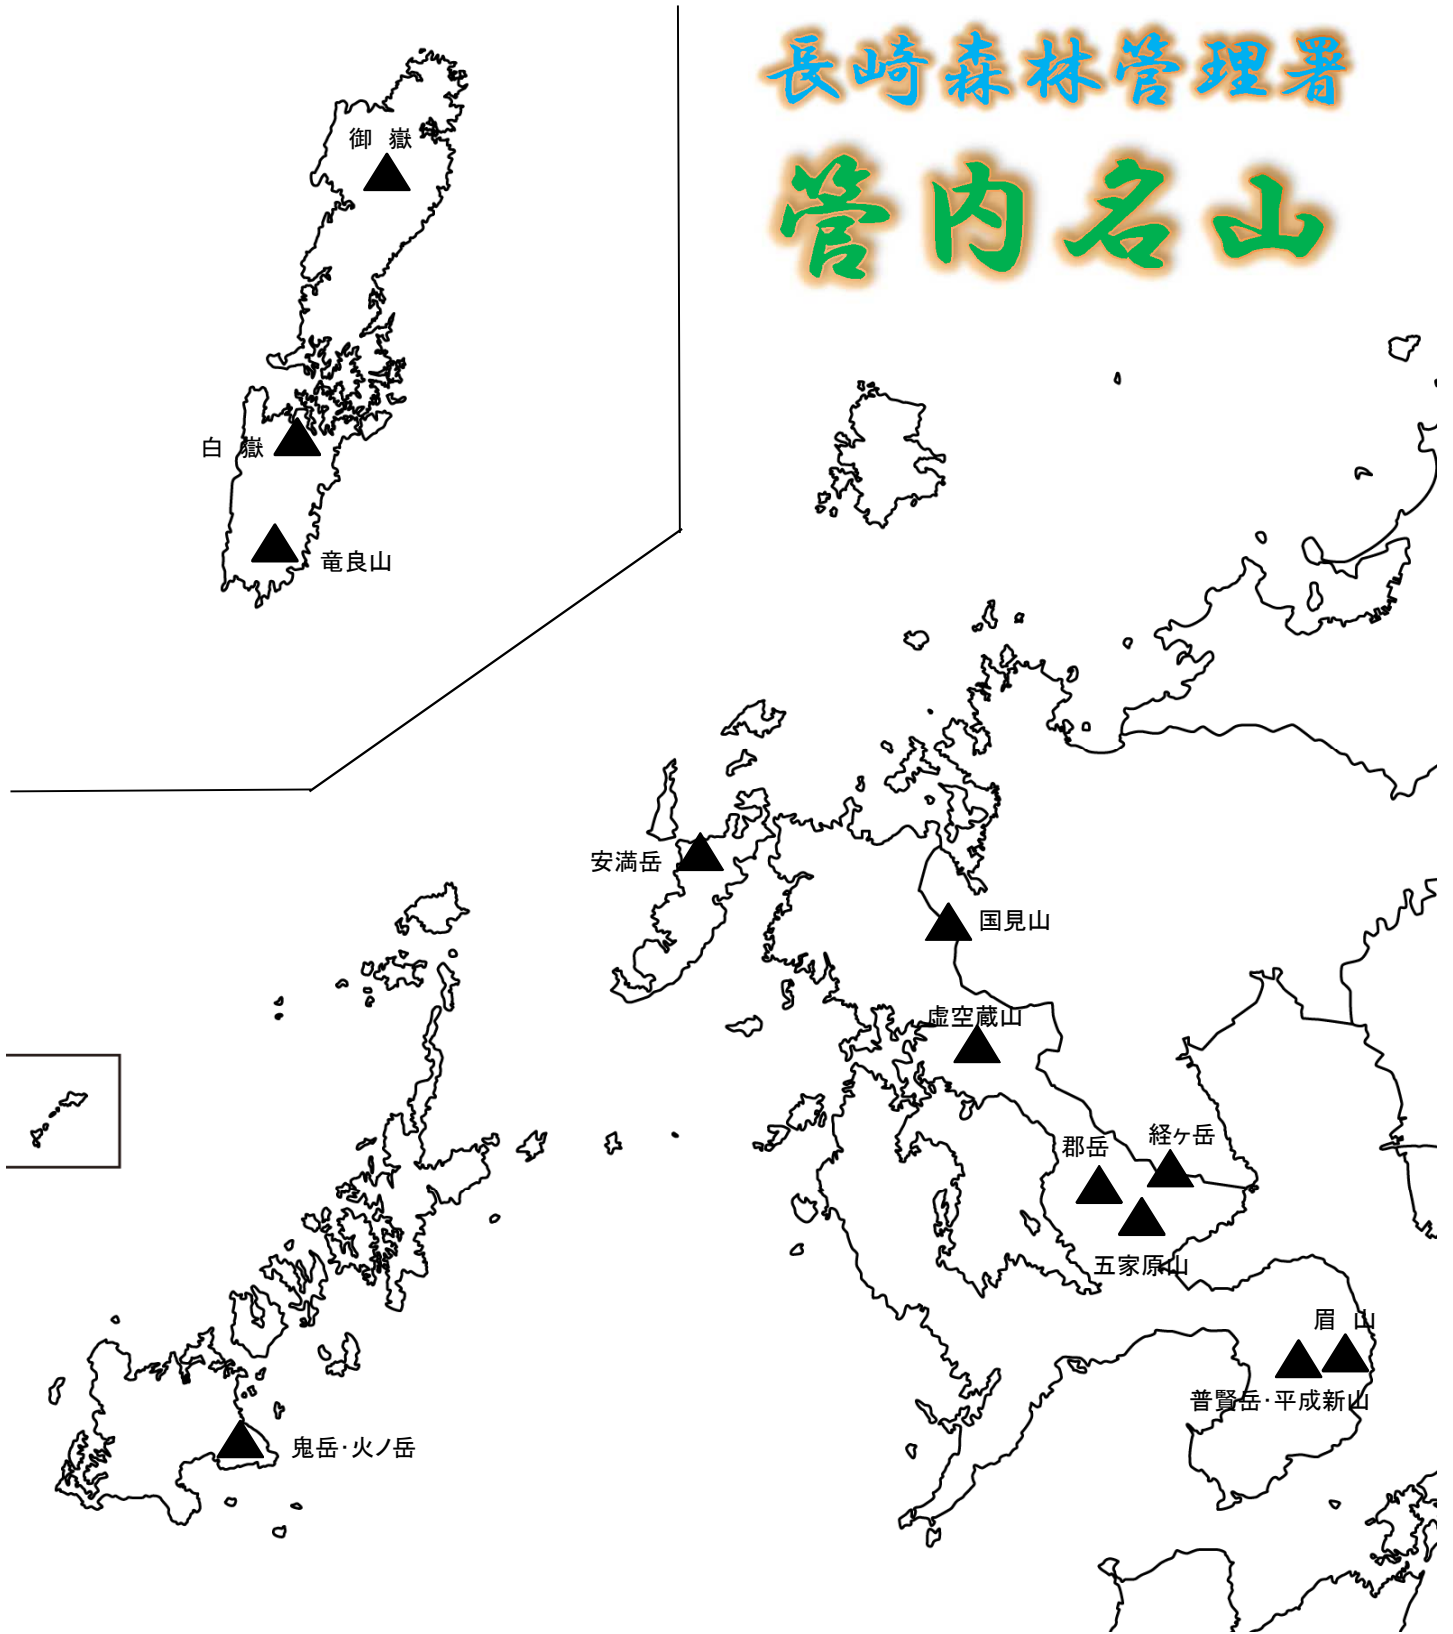 長崎森林管理署
管内名山
御 嶽
白 嶽
竜良山
安満岳
国見山
虚空蔵山
郡岳
経ヶ岳
五家原山
眉 山
普賢岳・平成新山
鬼岳・火ノ岳